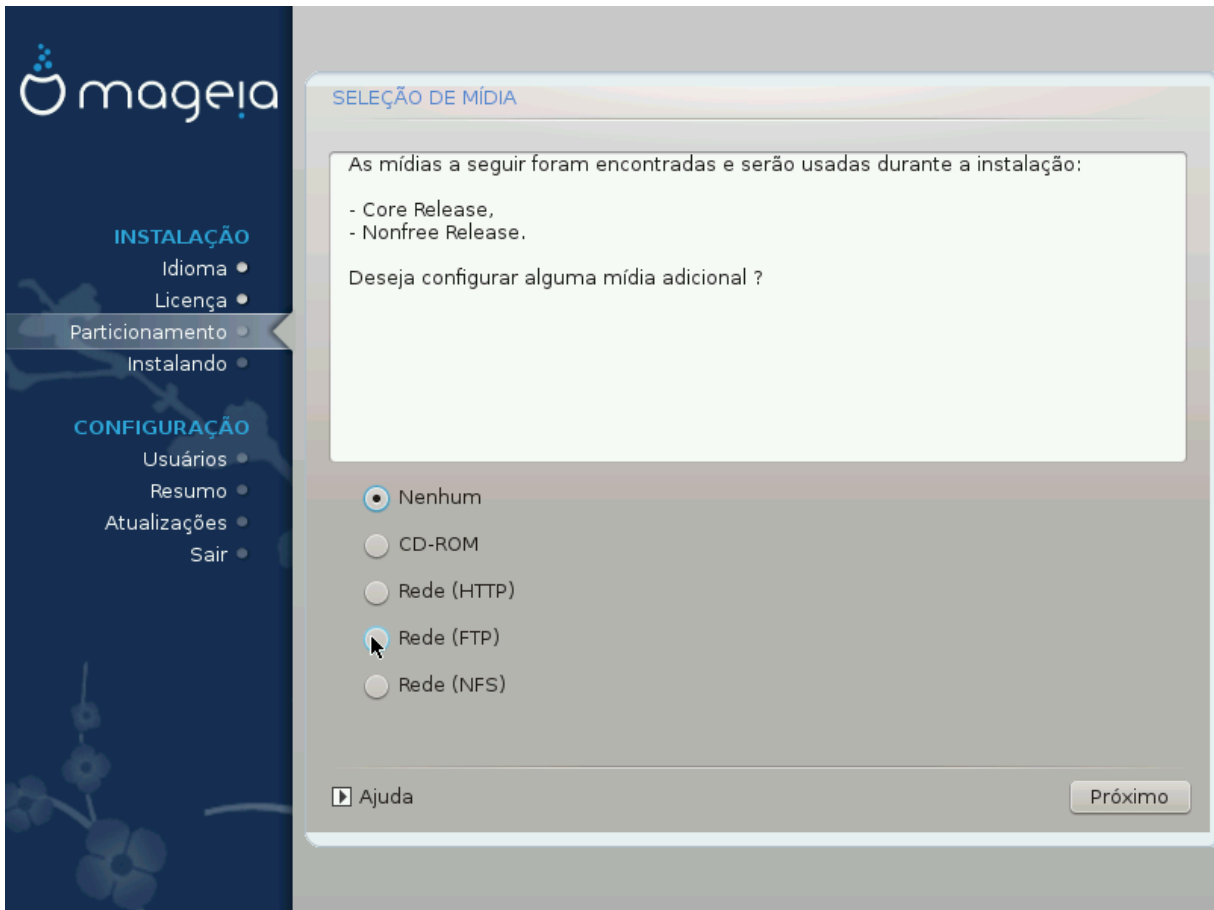 mageia
INSTALAÇÃO
Idioma
Licença
Particionamento
Instalando
CONFIGURAÇÃO
Usuários
Resumo
Atualizações
Sair
SELEÇÃO DE MÍDIA
As mídias a seguir foram encontradas e serão usadas durante a instalação:
- Core Release,
- Nonfree Release.
Deseja configurar alguma mídia adicional ?
Nenhum
CD-ROM
Rede (HTTP)
Rede (FTP)
Rede (NFS)
Ajuda
Próximo